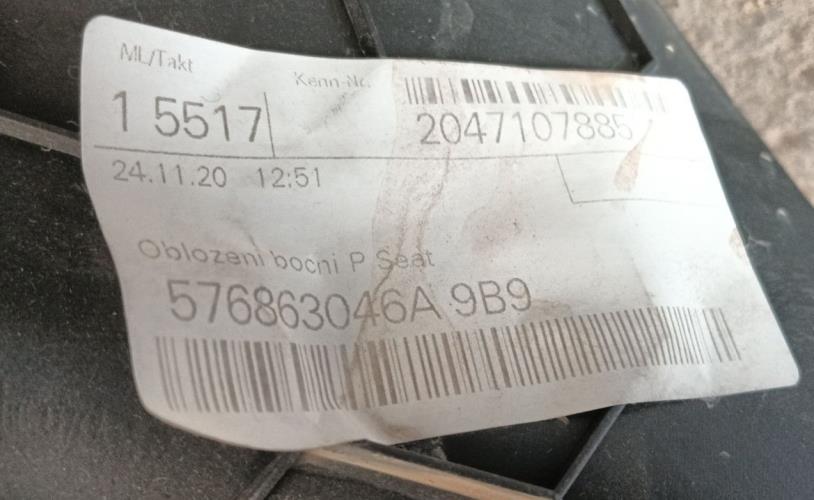 ML/Takt
Kenn-Nr.
1 5517
2047107885
24.11.20 12:51
Oblozeni bocni P Seat
576863046A 9B9